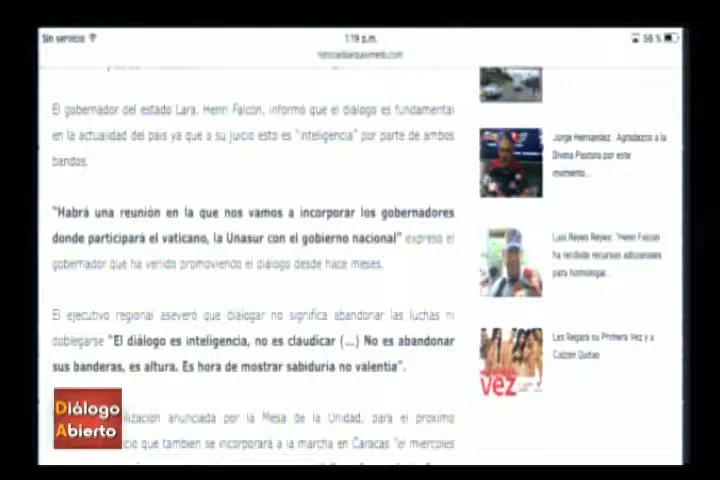 Sin servicio
1:19 p.m.
56 %
noticiasbarquisimeto.com
El gobernador del estado Lara, Henri Falcón, informó que el diálogo es fundamental
en la actualidad del país ya que a su juicio esto es "inteligencia" por parte de ambos
bandos.
"Habrá una reunión en la que nos vamos a incorporar los gobernadores
donde participará el vaticano, la Unasur con el gobierno nacional" expresó el
gobernador que ha venido promoviendo el diálogo desde hace meses.
El ejecutivo regional aseveró que dialogar no significa abandonar las luchas ni
doblegarse "El diálogo es inteligencia, no es claudicar (...) No es abandonar
sus banderas, es altura. Es hora de mostrar sabiduría no valentía".
lización anunciada por la Mesa de la Unidad, para el próximo
cio que también se incorporará a la marcha en Caracas "el miércoles
Jorge Hernández: Agradezco a la
Divina Pastora por este
momento...
Luis Reyes Reyes: "Henri Falcón
ha recibido recursos adicionales
para homologar...
Les Regara su Primera Vez y a
Calzon Quitao
vez
Diálogo
Abierto